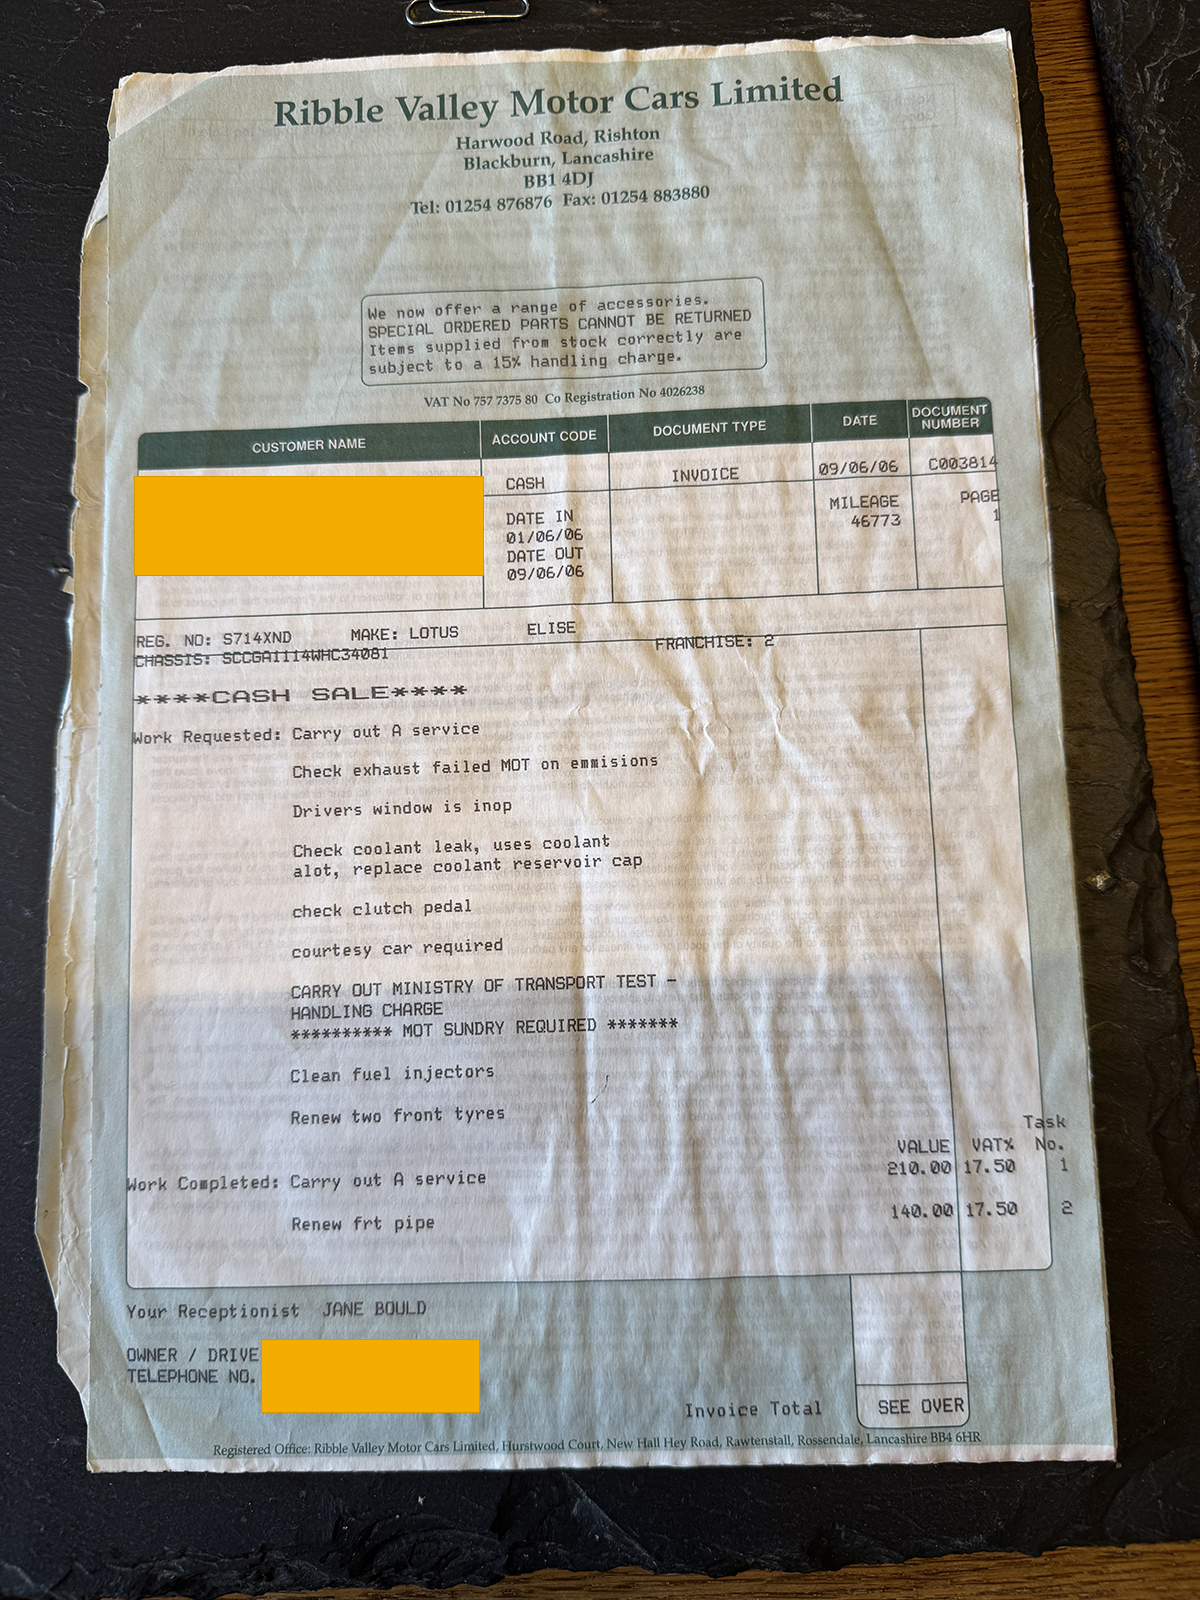 Ribble Valley Motor Cars Limited
Harwood Road, Rishton
Blackburn, Lancashire
BB1 4DJ
Tel: 01254 876876 Fax: 01254 883880
We now offer a range of accessories.
SPECIAL ORDERED PARTS CANNOT BE RETURNED
Items supplied from stock correctly are
subject to a 15% handling charge.
VAT No 757 7375 80 Co Registration No 4026238
CUSTOMER NAME ACCOUNT CODE DOCUMENT TYPE DATE DOCUMENT NUMBER
CASH INVOICE 09/06/06 C003814
DATE IN MILEAGE PAGE
01/06/06 46773 1
DATE OUT
09/06/06
REG. NO: S714XND MAKE: LOTUS ELISE FRANCHISE: 2
CHASSIS: SCCGA1114WHC34081
****CASH SALE****
Work Requested: Carry out A service
Check exhaust failed MOT on emmisions
Drivers window is inop
Check coolant leak, uses coolant
alot, replace coolant reservoir cap
check clutch pedal
courtesy car required
CARRY OUT MINISTRY OF TRANSPORT TEST -
HANDLING CHARGE
********** MOT SUNDRY REQUIRED *******
Clean fuel injectors
Renew two front tyres
Task
VALUE VAT% No.
Work Completed: Carry out A service 210.00 17.50 1
Renew frt pipe 140.00 17.50 2
Your Receptionist JANE BOULD
OWNER / DRIVE
TELEPHONE NO.
Invoice Total SEE OVER
Registered Office: Ribble Valley Motor Cars Limited, Hurstwood Court, New Hall Hey Road, Rawtenstall, Rossendale, Lancashire BB4 6HR